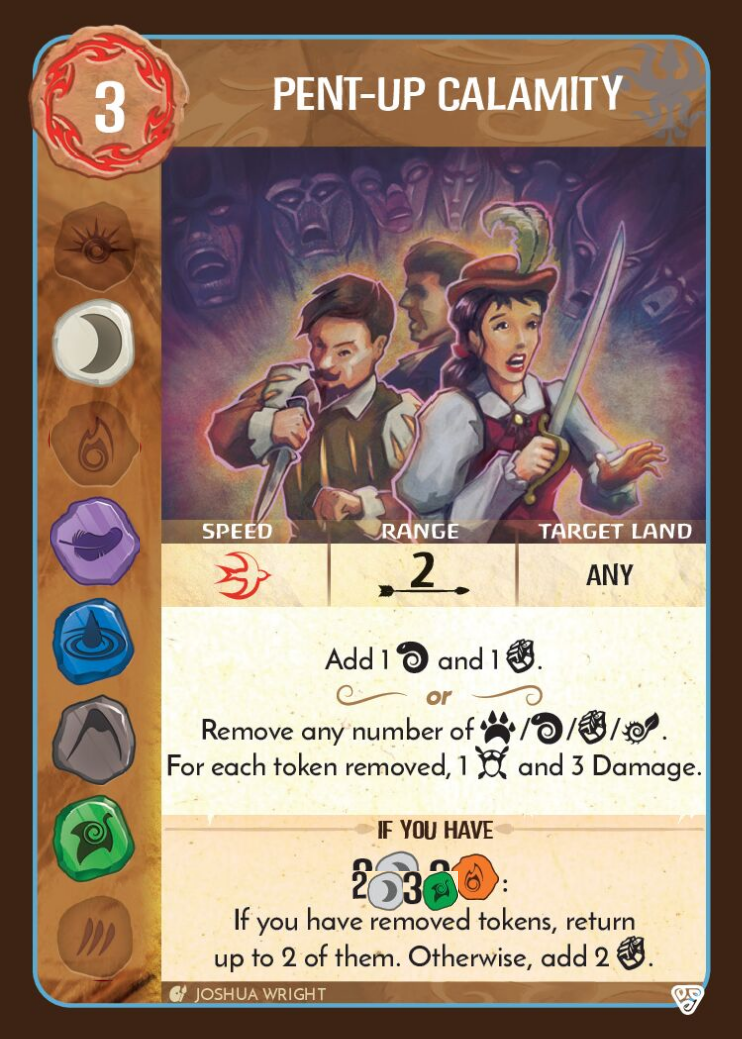 3
PENT-UP CALAMITY
SPEED RANGE TARGET LAND
2 ANY
Add 1 and 1 .
or
Remove any number of / / / .
For each token removed, 1 and 3 Damage.
IF YOU HAVE
2 3 :
If you have removed tokens, return
up to 2 of them. Otherwise, add 2 .
JOSHUA WRIGHT